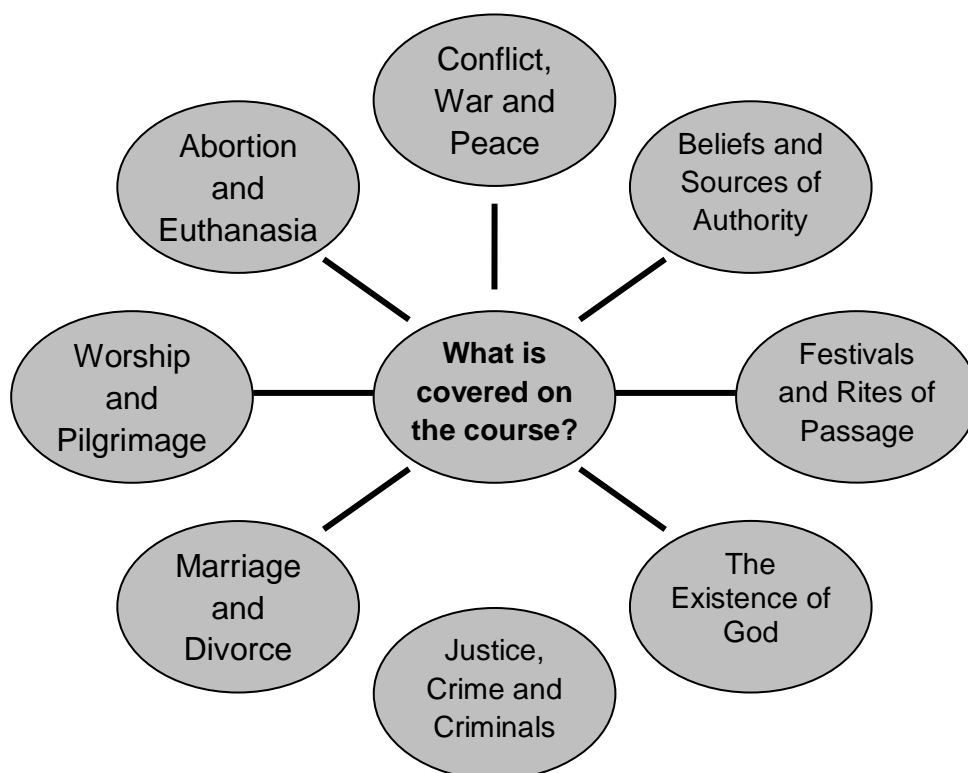 Conflict,
War and
Peace
Abortion
and
Euthanasia
Beliefs and
Sources of
Authority
Worship
and
Pilgrimage
What is
covered on
the course?
Festivals
and Rites of
Passage
Marriage
and
Divorce
The
Existence of
God
Justice,
Crime and
Criminals